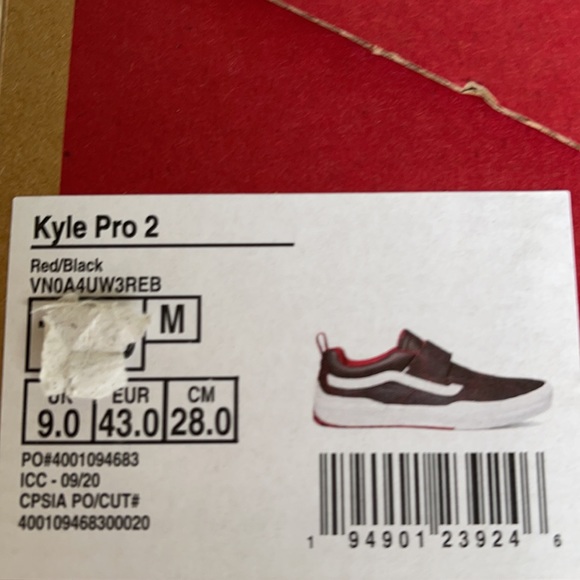 Kyle Pro 2
Red/Black
VN0A4UW3REB
M
UK EUR CM
9.0 43.0 28.0
PO#4001094683
ICC - 09/20
CPSIA PO/CUT#
400109468300020
1 94901 23924 6